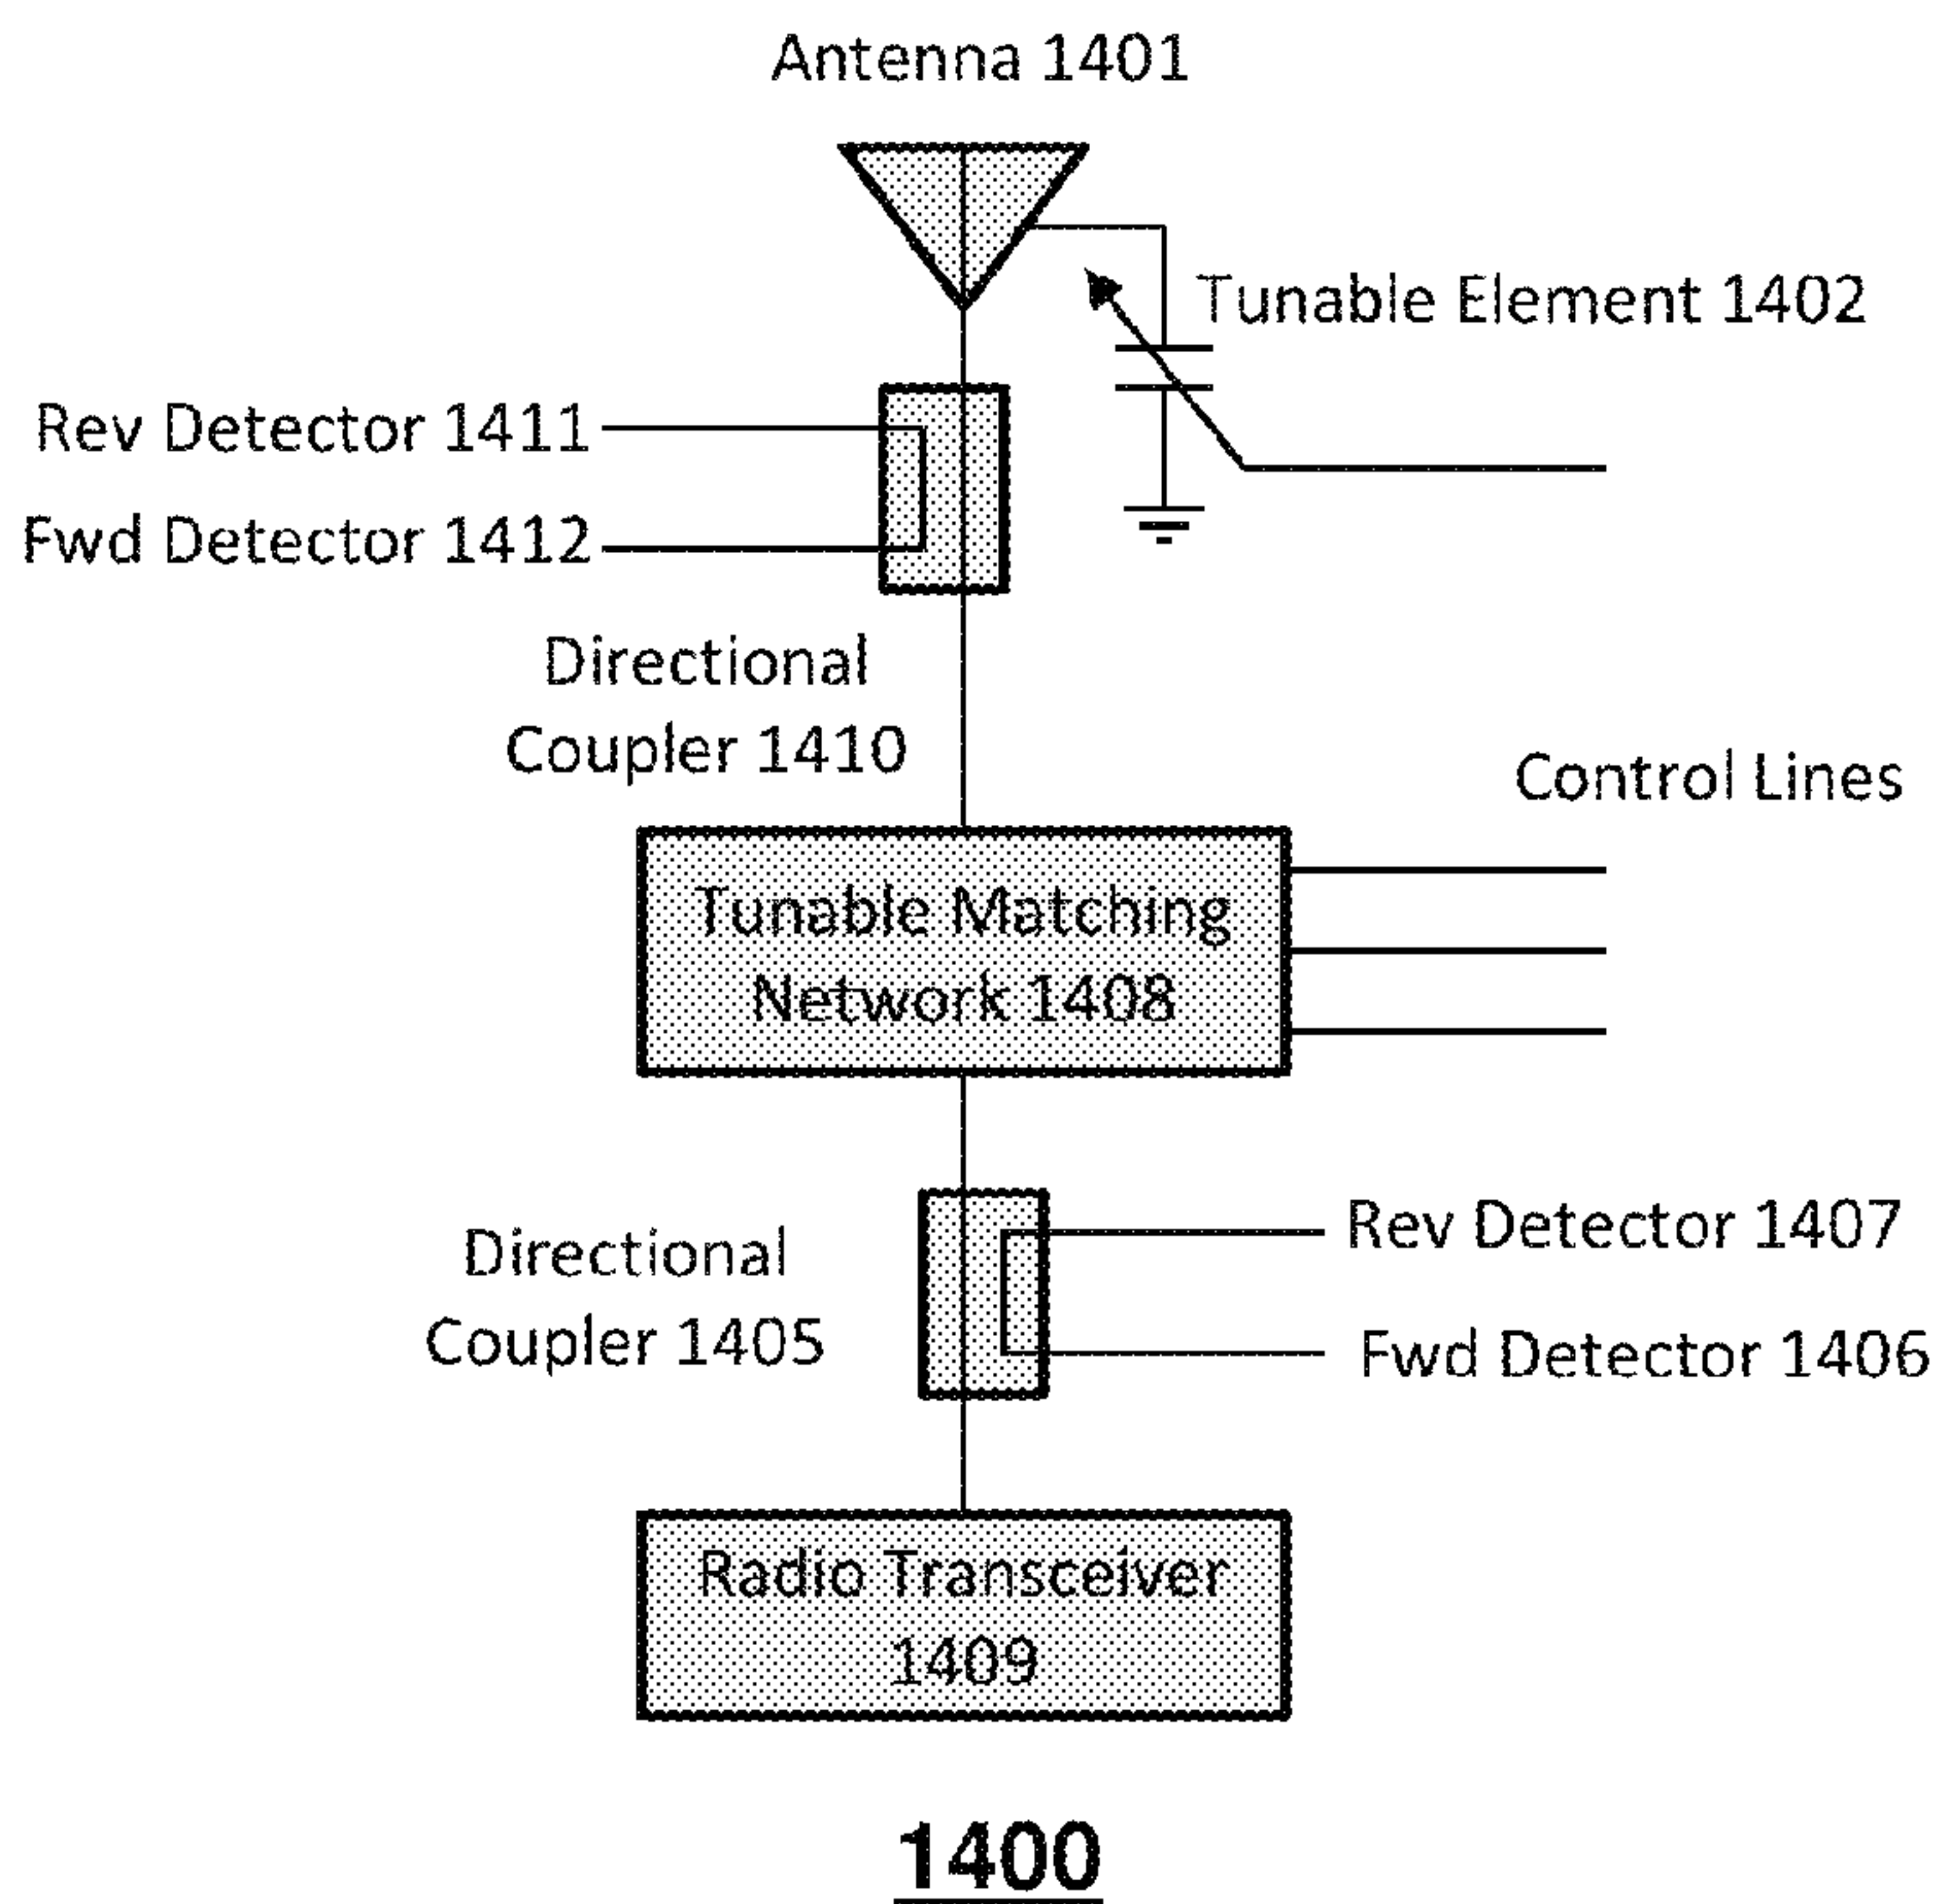 Antenna 1401
Tunable Element 1402
Rev Detector 1411
Fwd Detector 1412
Directional
Coupler 1410
Control Lines
Tunable Matching
Network 1408
Directional
Coupler 1405
Rev Detector 1407
Fwd Detector 1406
Radio Transceiver
1409
1400